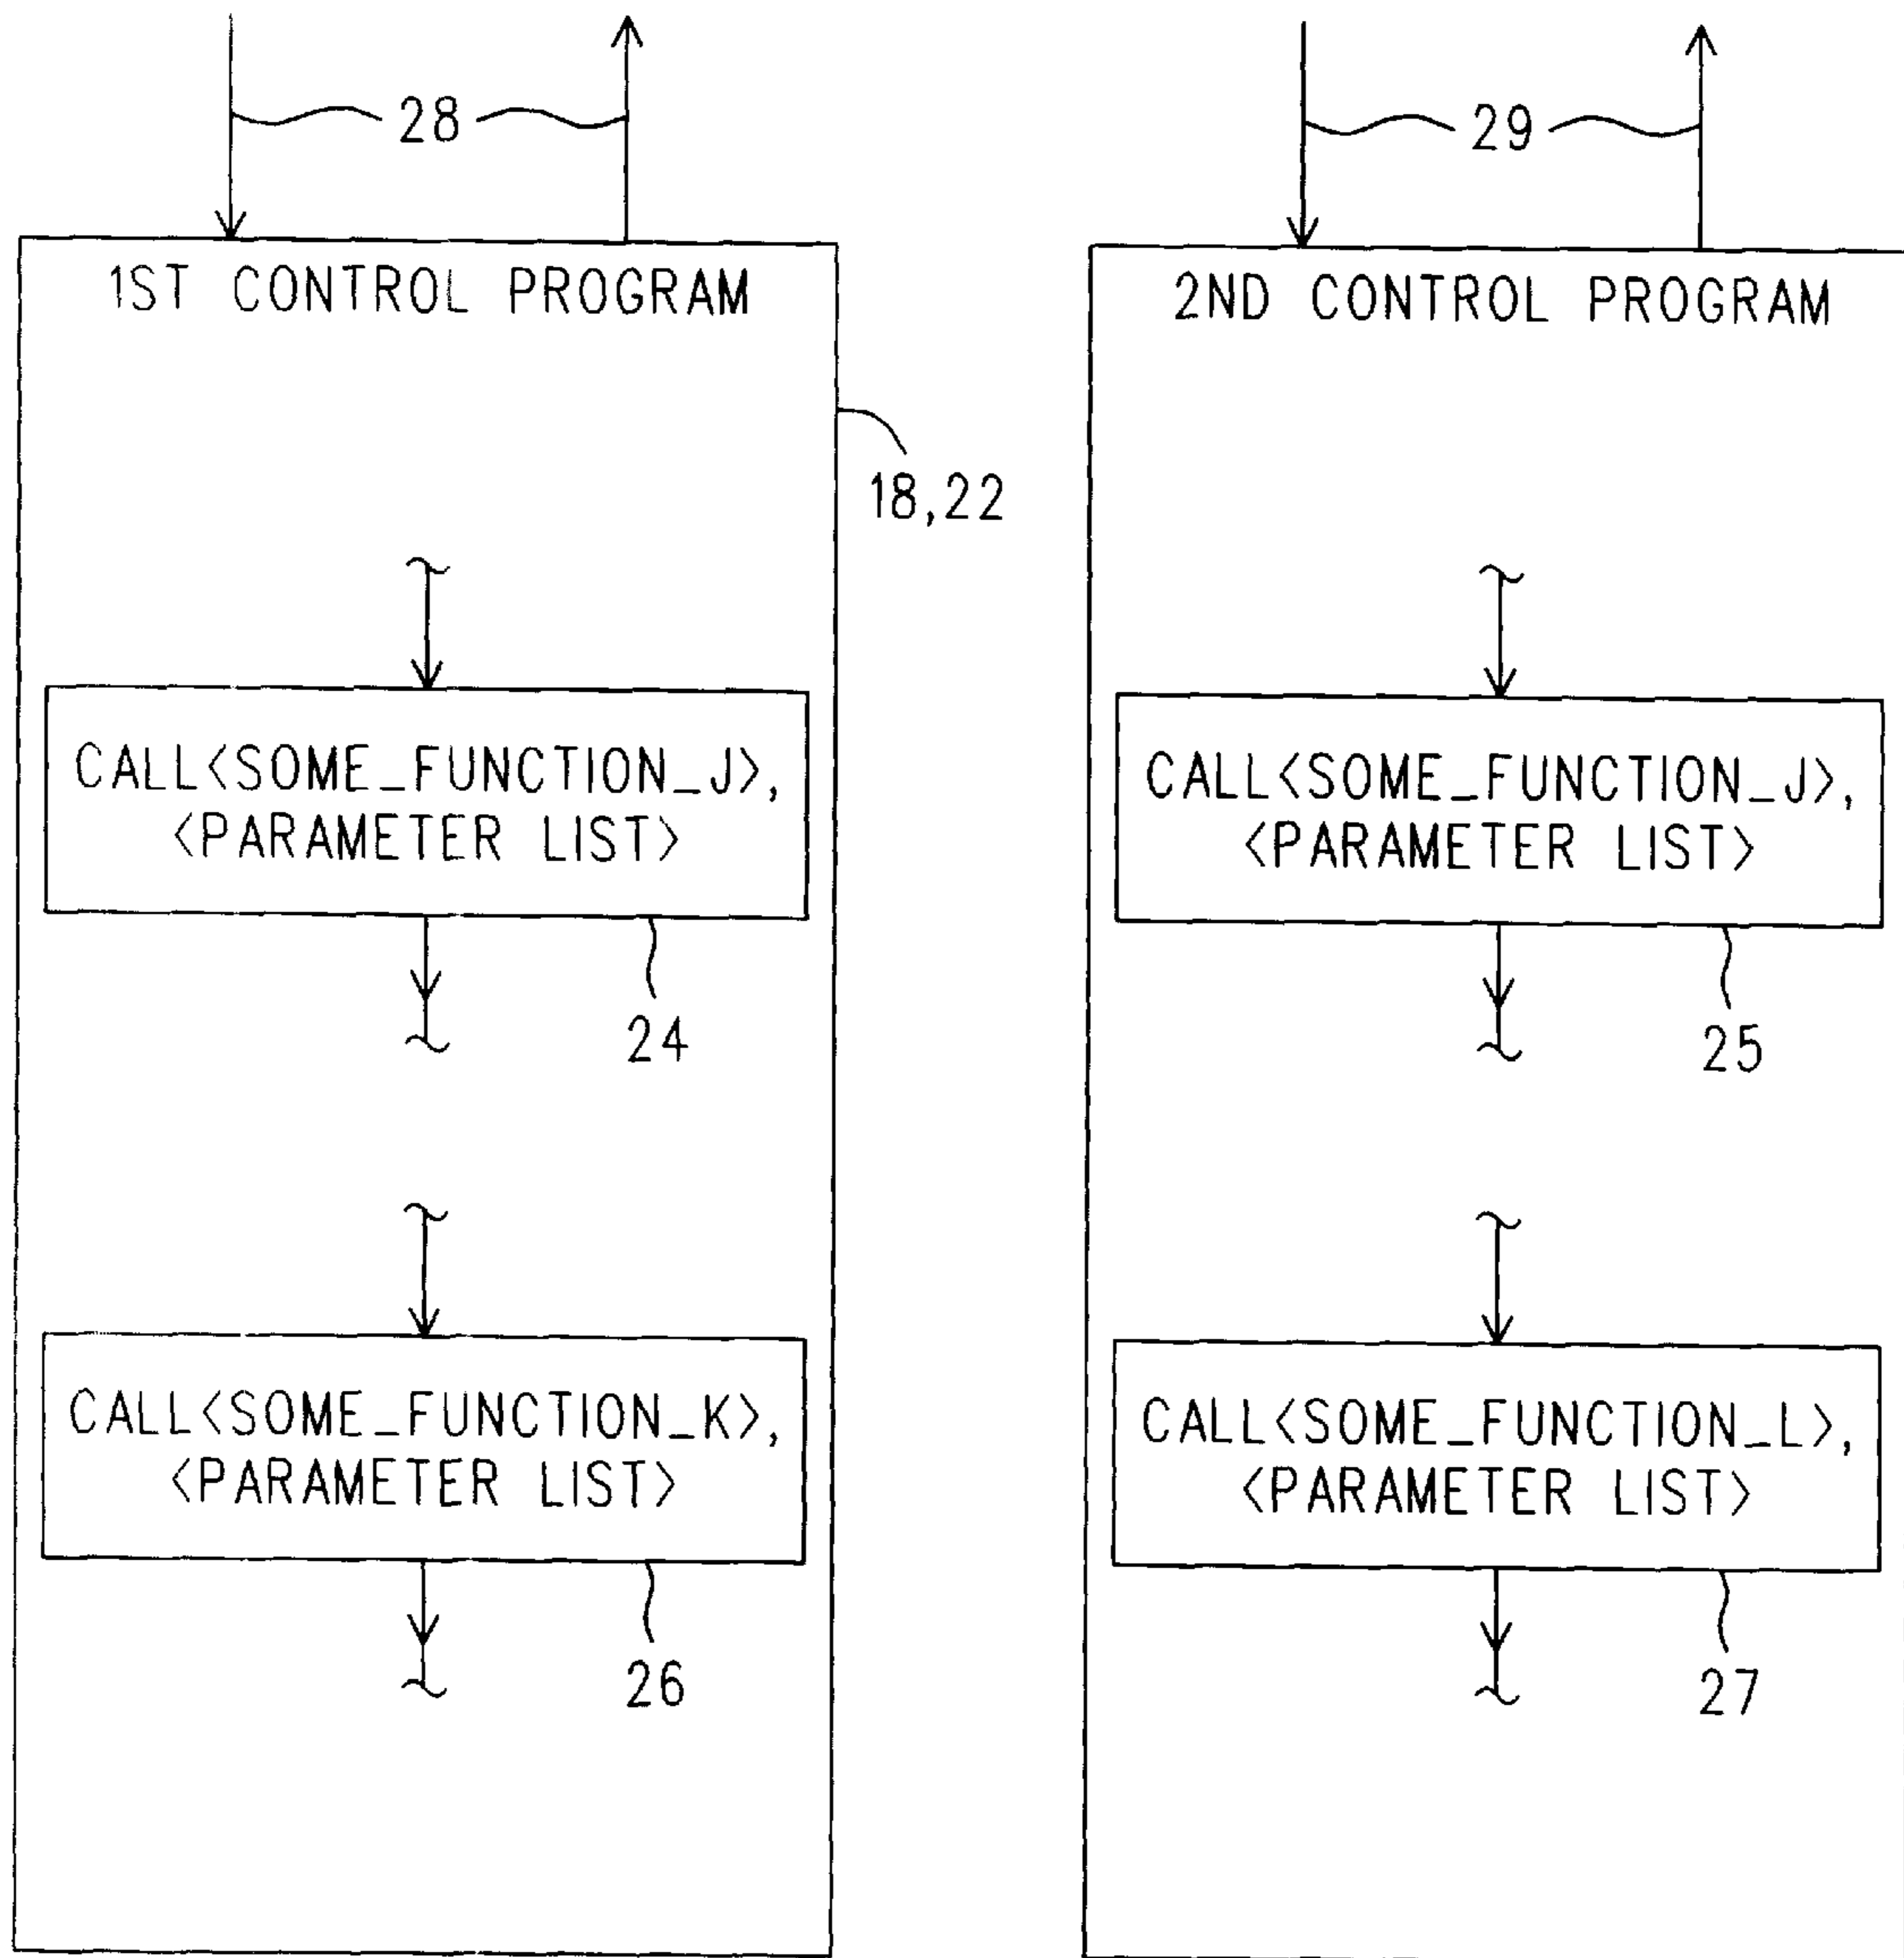 28
29
1ST CONTROL PROGRAM
18,22
CALL<SOME_FUNCTION_J>,
<PARAMETER LIST>
24
CALL<SOME_FUNCTION_K>,
<PARAMETER LIST>
26
2ND CONTROL PROGRAM
CALL<SOME_FUNCTION_J>,
<PARAMETER LIST>
25
CALL<SOME_FUNCTION_L>,
<PARAMETER LIST>
27